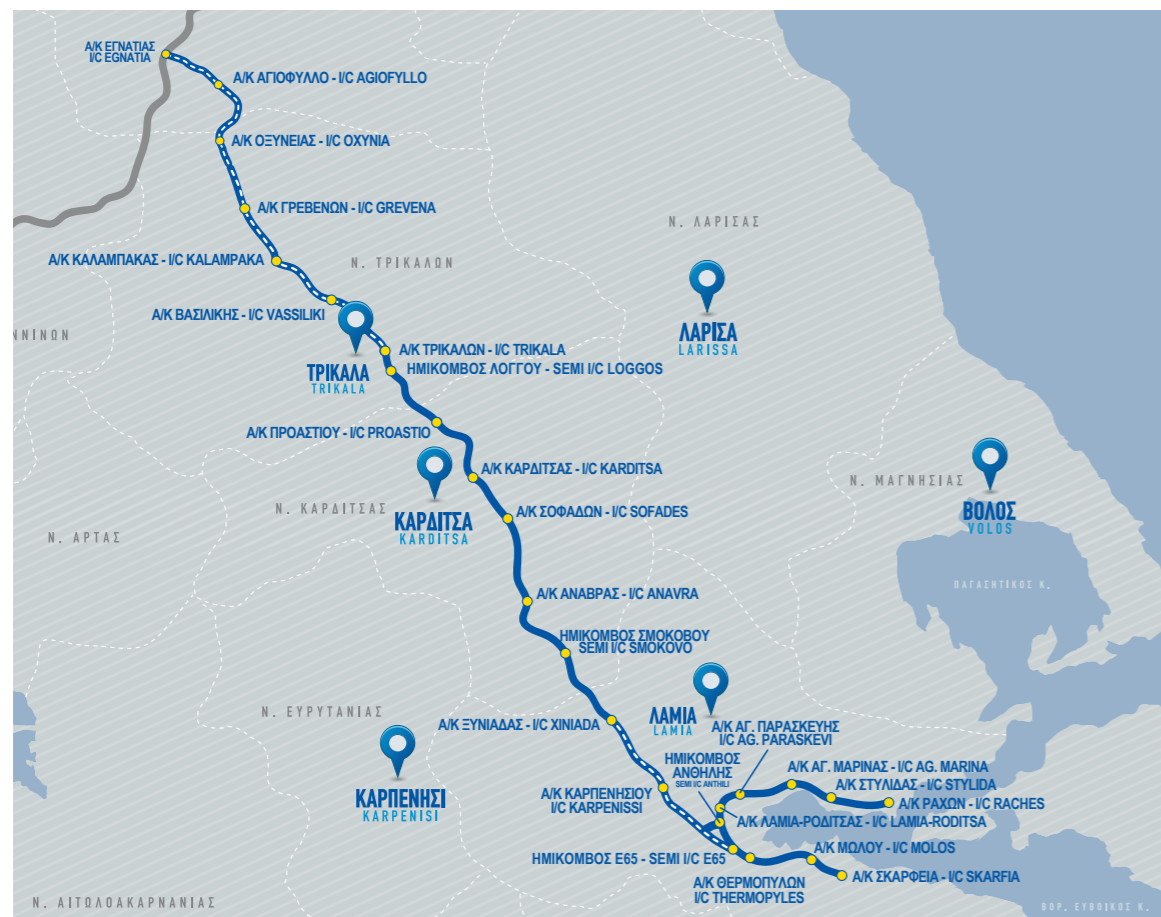 Α/Κ ΕΓΝΑΤΙΑΣ
I/C EGNATIA
Α/Κ ΑΓΙΟΦΥΛΛΟ - I/C AGIOFYLLO
Α/Κ ΟΞΥΝΕΙΑΣ - I/C OXYNIA
Α/Κ ΓΡΕΒΕΝΩΝ - I/C GREVENA
Ν. ΛΑΡΙΣΑΣ
Α/Κ ΚΑΛΑΜΠΑΚΑΣ - I/C KALAMPAKA
Ν. ΤΡΙΚΑΛΩΝ
Α/Κ ΒΑΣΙΛΙΚΗΣ - I/C VASSILIKI
ΝΝΙΝΩΝ
ΛΑΡΙΣΑ
LARISSA
Α/Κ ΤΡΙΚΑΛΩΝ - I/C TRIKALA
ΤΡΙΚΑΛΑ
TRIKALA
ΗΜΙΚΟΜΒΟΣ ΛΟΓΓΟΥ - SEMI I/C LOGGOS
Α/Κ ΠΡΟΑΣΤΙΟΥ - I/C PROASTIO
Α/Κ ΚΑΡΔΙΤΣΑΣ - I/C KARDITSA
Ν. ΜΑΓΝΗΣΙΑΣ
Ν. ΚΑΡΔΙΤΣΑΣ
Α/Κ ΣΟΦΑΔΩΝ - I/C SOFADES
ΒΟΛΟΣ
VOLOS
ΚΑΡΔΙΤΣΑ
KARDITSA
Ν. ΑΡΤΑΣ
ΠΑΓΑΣΗΤΙΚΟΣ Κ.
Α/Κ ΑΝΑΒΡΑΣ - I/C ANAVRA
ΗΜΙΚΟΜΒΟΣ ΣΜΟΚΟΒΟΥ
SEMI I/C SMOKOVO
Ν. ΕΥΡΥΤΑΝΙΑΣ
Α/Κ ΞΥΝΙΑΔΑΣ - I/C XINIADA
ΛΑΜΙΑ
LAMIA
Α/Κ ΑΓ. ΠΑΡΑΣΚΕΥΗΣ
I/C AG. PARASKEVI
ΗΜΙΚΟΜΒΟΣ
ΑΝΘΗΛΗΣ
SEMI I/C ANTHILI
Α/Κ ΑΓ. ΜΑΡΙΝΑΣ - I/C AG. MARINA
Α/Κ ΣΤΥΛΙΔΑΣ - I/C STYLIDA
Α/Κ ΡΑΧΩΝ - I/C RACHES
ΚΑΡΠΕΝΗΣΙ
KARPENISI
Α/Κ ΚΑΡΠΕΝΗΣΙΟΥ
I/C KARPENISSI
Α/Κ ΛΑΜΙΑ-ΡΟΔΙΤΣΑΣ - I/C LAMIA-RODITSA
Α/Κ ΜΩΛΟΥ - I/C MOLOS
ΗΜΙΚΟΜΒΟΣ Ε65 - SEMI I/C E65
Α/Κ ΣΚΑΡΦΕΙΑ - I/C SKARFIA
Α/Κ ΘΕΡΜΟΠΥΛΩΝ
I/C THERMOPYLES
Ν. ΑΙΤΩΛΟΑΚΑΡΝΑΝΙΑΣ
ΒΟΡ. ΕΥΒΟΙΚΟΣ Κ.